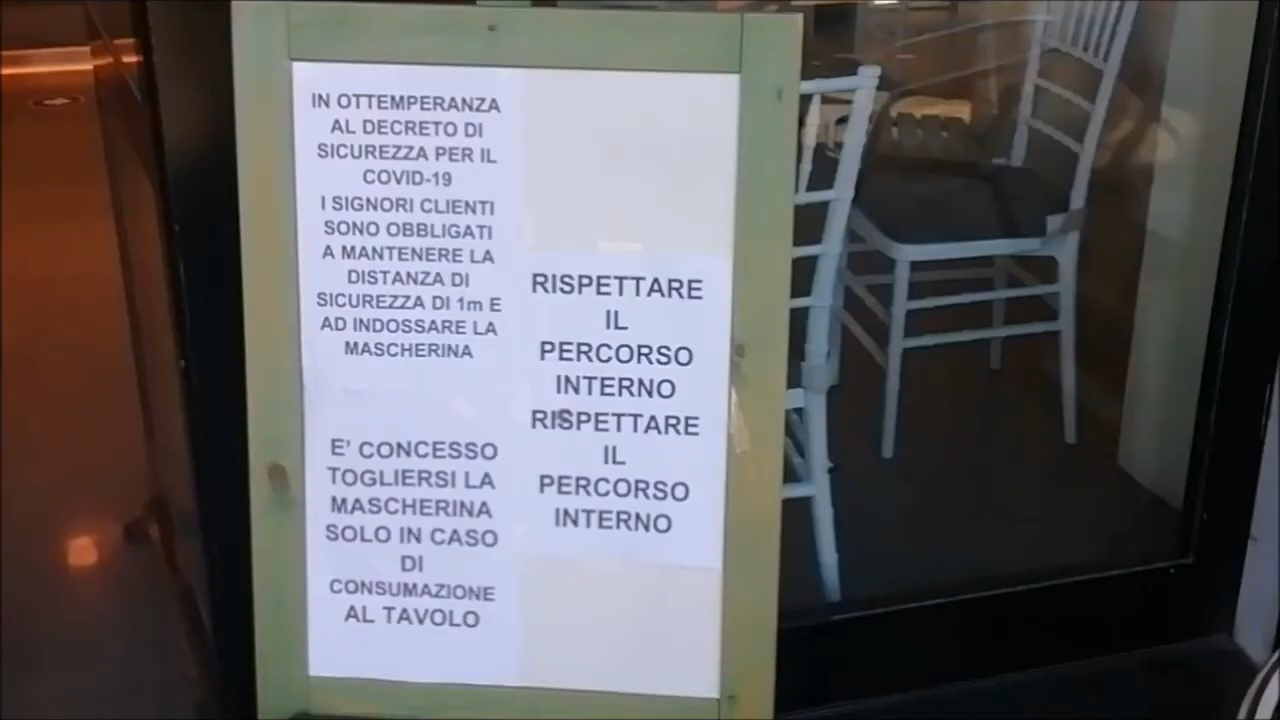 IN OTTEMPERANZA
AL DECRETO DI
SICUREZZA PER IL
COVID-19
I SIGNORI CLIENTI
SONO OBBLIGATI
A MANTENERE LA
DISTANZA DI
SICUREZZA DI 1m E
AD INDOSSARE LA
MASCHERINA
E' CONCESSO
TOGLIERSI LA
MASCHERINA
SOLO IN CASO
DI
CONSUMAZIONE
AL TAVOLO
RISPETTARE
IL
PERCORSO
INTERNO
RISPETTARE
IL
PERCORSO
INTERNO